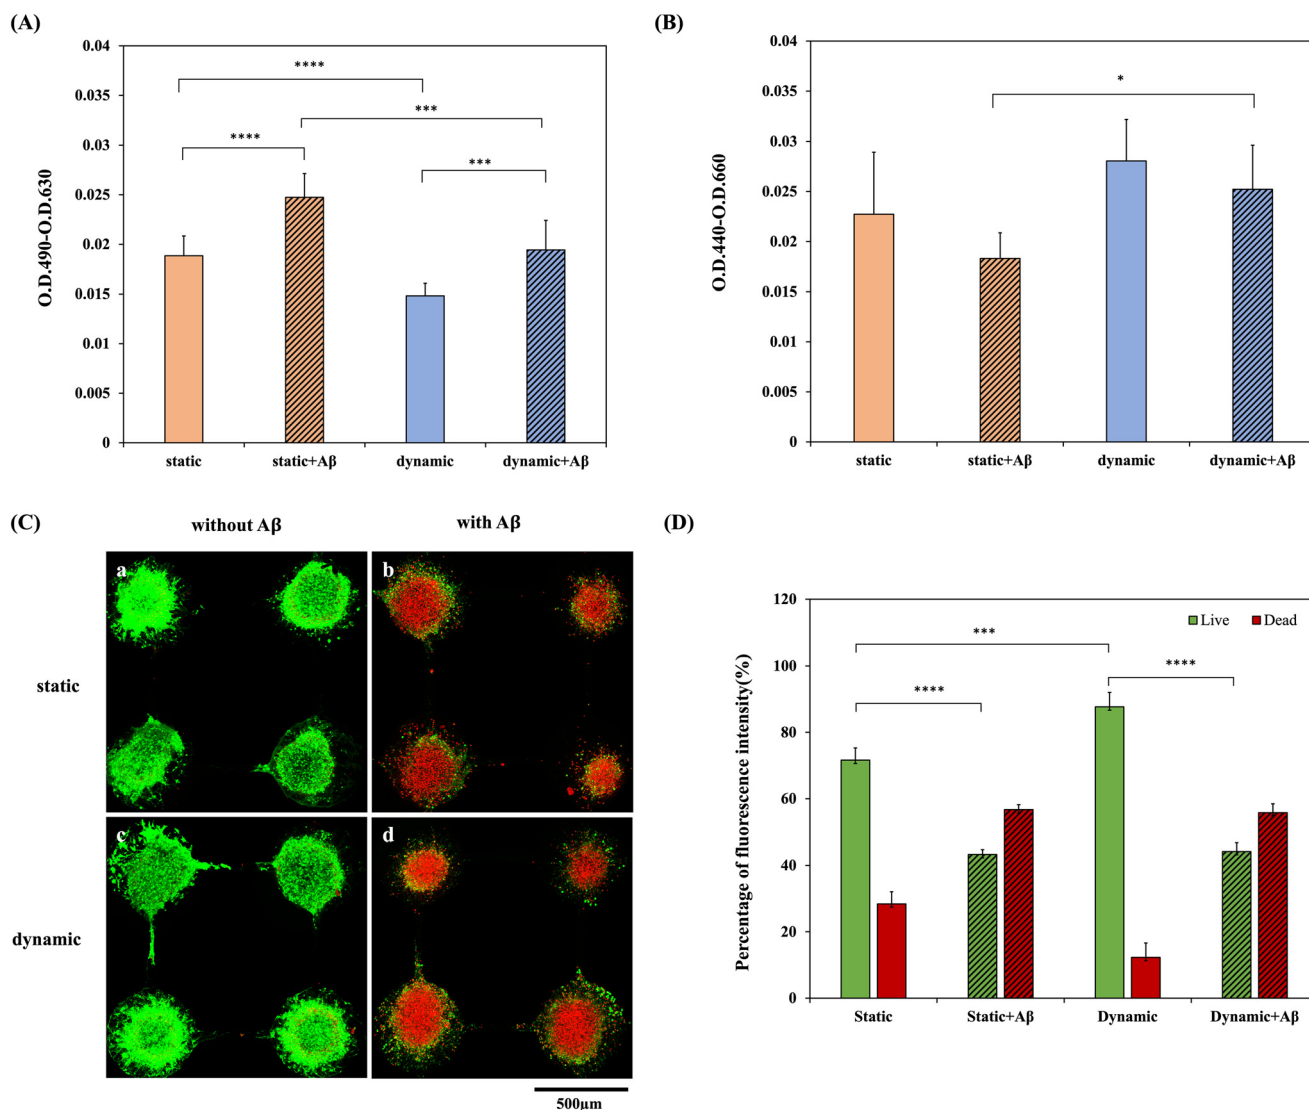 (A)
0.04
0.035
0.03
0.025
0.02
0.015
0.01
0.005
0
O.D.490-O.D.630
****
***
****
***
static static+Aβ dynamic dynamic+Aβ
(B)
0.04
0.035
0.03
0.025
0.02
0.015
0.01
0.005
0
O.D.440-O.D.660
*
static static+Aβ dynamic dynamic+Aβ
(C)
without Aβ with Aβ
static
dynamic
a b
c d
500μm
(D)
120
100
80
60
40
20
0
Percentage of fluorescence intensity(%)
Live Dead
***
****
****
Static Static+Aβ Dynamic Dynamic+Aβ